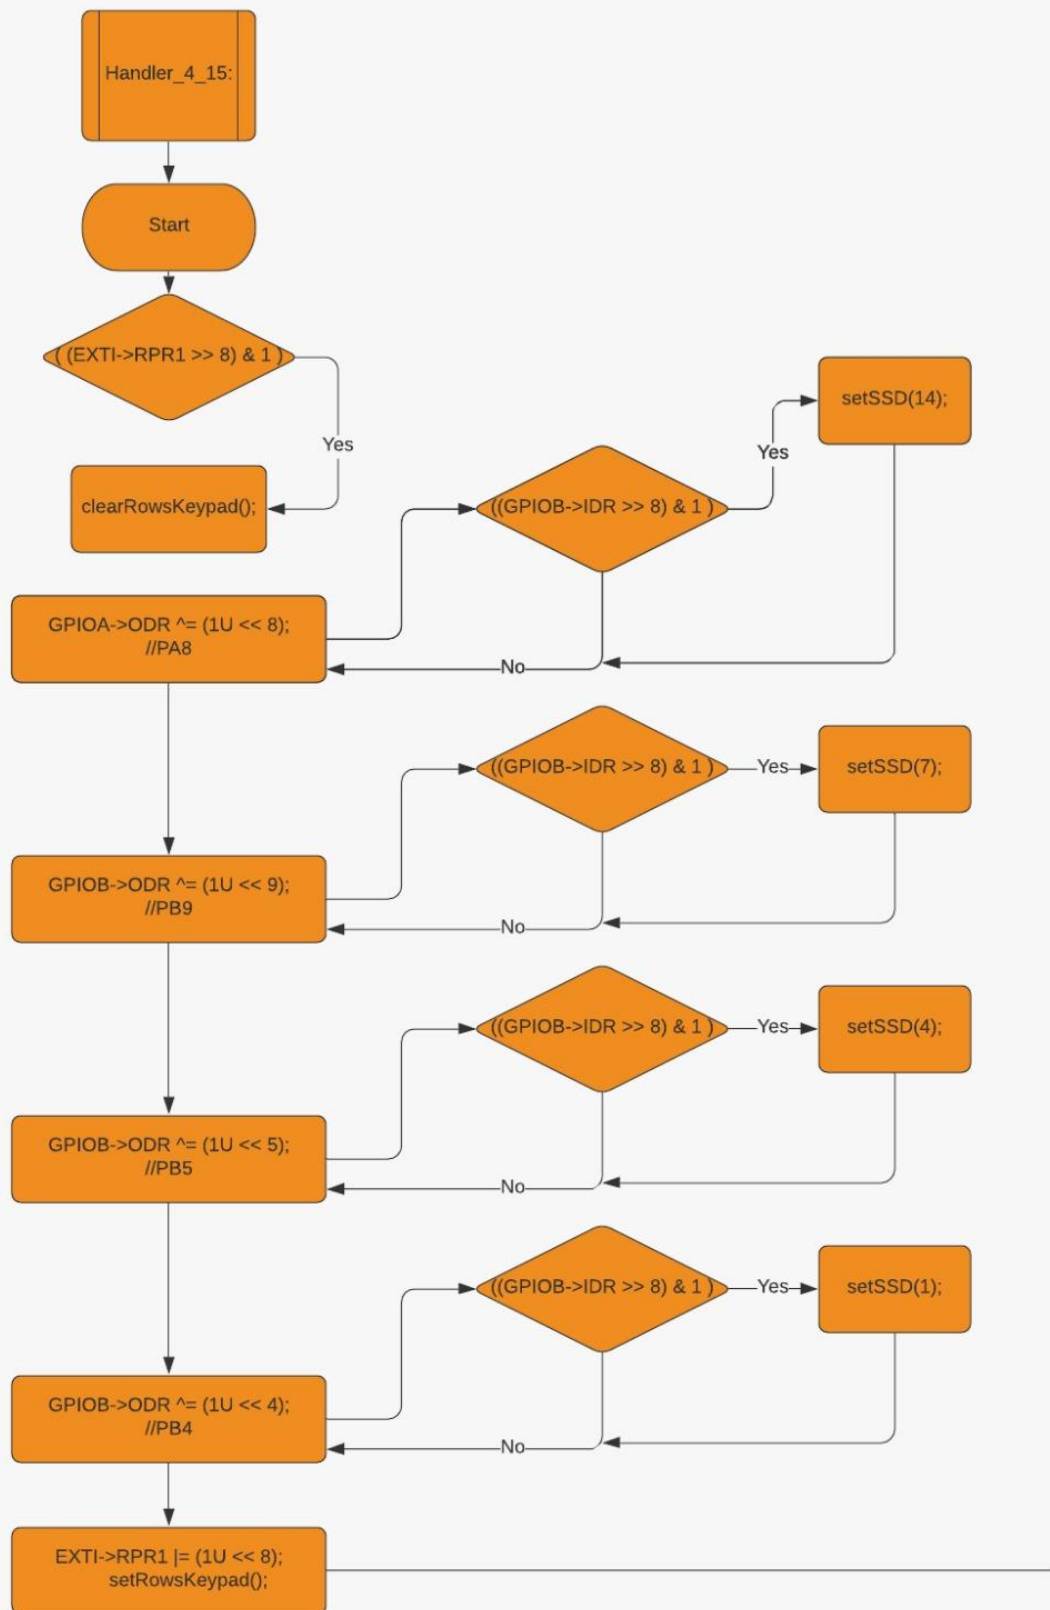 Handler_4_15:
Start
( (EXTI->RPR1 >> 8) & 1 )
Yes
clearRowsKeypad();
((GPIOB->IDR >> 8) & 1 )
Yes
setSSD(14);
GPIOA->ODR ^= (1U << 8);
//PA8
No
((GPIOB->IDR >> 8) & 1 )
Yes
setSSD(7);
GPIOB->ODR ^= (1U << 9);
//PB9
No
((GPIOB->IDR >> 8) & 1 )
Yes
setSSD(4);
GPIOB->ODR ^= (1U << 5);
//PB5
No
((GPIOB->IDR >> 8) & 1 )
Yes
setSSD(1);
GPIOB->ODR ^= (1U << 4);
//PB4
No
EXTI->RPR1 |= (1U << 8);
setRowsKeypad();